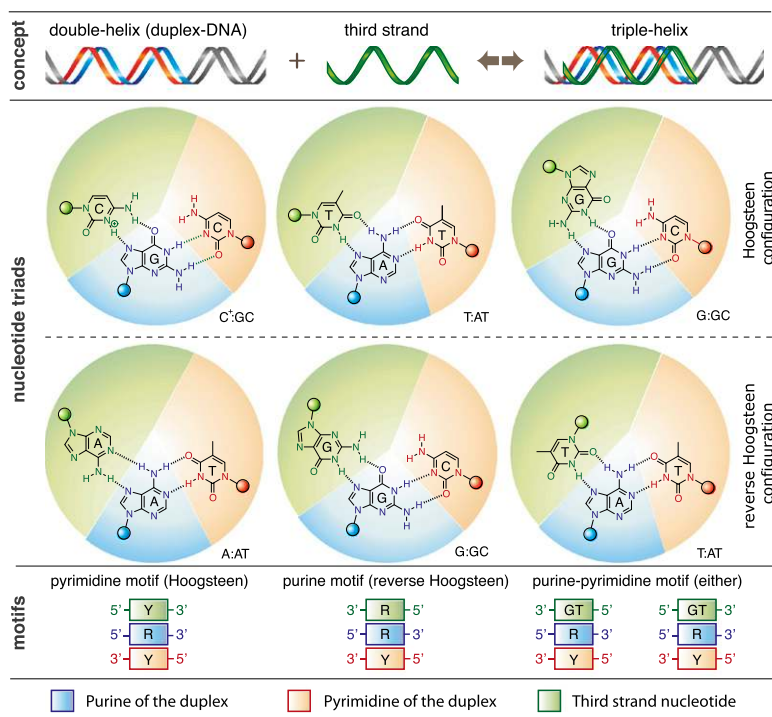 concept
double-helix (duplex-DNA)
+
third strand
triple-helix
nucleotide triads
Hoogsteen
configuration
C⁺:GC
T:AT
G:GC
reverse Hoogsteen
configuration
A:AT
G:GC
T:AT
motifs
pyrimidine motif (Hoogsteen)
5' Y 3'
5' R 3'
3' Y 5'
purine motif (reverse Hoogsteen)
3' R 5'
5' R 3'
3' Y 5'
purine-pyrimidine motif (either)
3' GT 5'
5' R 3'
3' Y 5'
5' GT 3'
5' R 3'
3' Y 5'
Purine of the duplex
Pyrimidine of the duplex
Third strand nucleotide